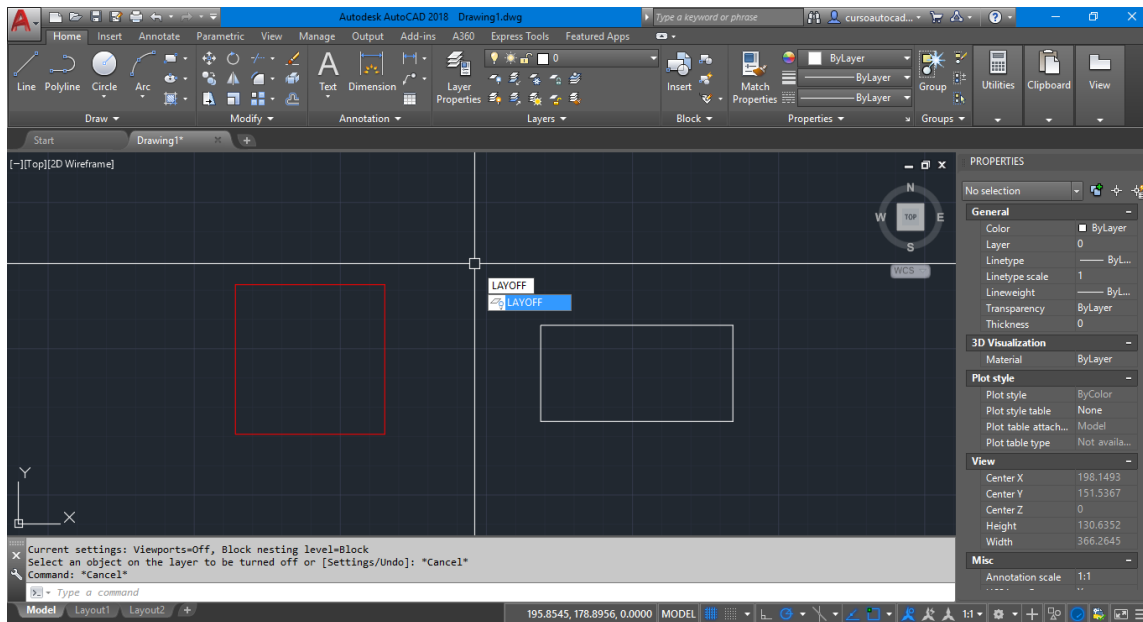 Autodesk AutoCAD 2018 Drawing1.dwg
Type a keyword or phrase
cursoautocad...
Home Insert Annotate Parametric View Manage Output Add-ins A360 Express Tools Featured Apps
Line Polyline Circle Arc
Draw
Modify
A
Text Dimension
Annotation
Layer
Properties
0
Layers
Insert
Block
Match
Properties
ByLayer
ByLayer
ByLayer
Properties
Group
Groups
Utilities
Clipboard
View
Start Drawing1*
[−][Top][2D Wireframe]
N
W TOP E
S
WCS
LAYOFF
LAYOFF
Y
X
PROPERTIES
No selection
General
Color ByLayer
Layer 0
Linetype ByL...
Linetype scale 1
Lineweight ByL...
Transparency ByLayer
Thickness 0
3D Visualization
Material ByLayer
Plot style
Plot style ByColor
Plot style table None
Plot table attach... Model
Plot table type Not availa...
View
Center X 198.1493
Center Y 151.5367
Center Z 0
Height 130.6352
Width 366.2645
Misc
Annotation scale 1:1
Current settings: Viewports=Off, Block nesting level=Block
Select an object on the layer to be turned off or [Settings/Undo]: *Cancel*
Command: *Cancel*
Type a command
Model Layout1 Layout2 +
195.8545, 178.8956, 0.0000 MODEL 1:1